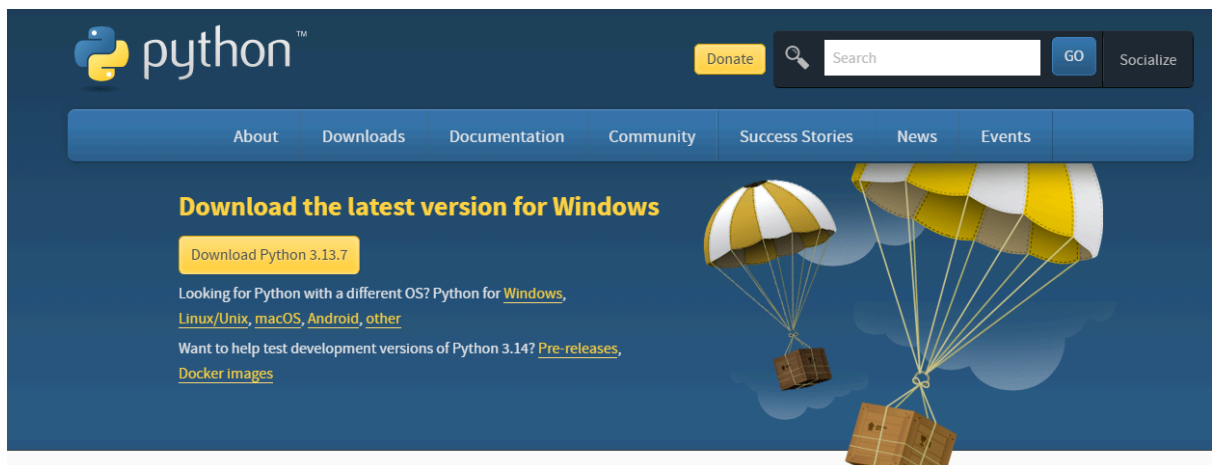 python™
Donate
Search
GO
Socialize
About Downloads Documentation Community Success Stories News Events
Download the latest version for Windows
Download Python 3.13.7
Looking for Python with a different OS? Python for Windows,
Linux/Unix, macOS, Android, other
Want to help test development versions of Python 3.14? Pre-releases,
Docker images